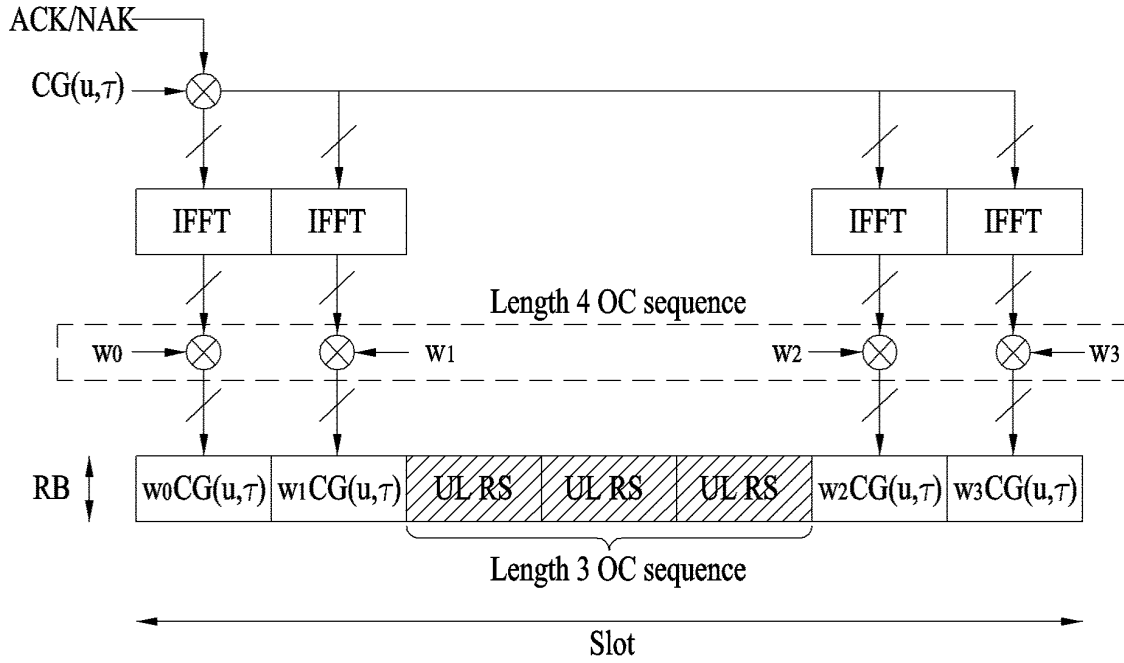 ACK/NAK
CG(u,τ)
IFFT IFFT IFFT IFFT
Length 4 OC sequence
w0 w1 w2 w3
RB w0CG(u,τ) w1CG(u,τ) UL RS UL RS UL RS w2CG(u,τ) w3CG(u,τ)
Length 3 OC sequence
Slot